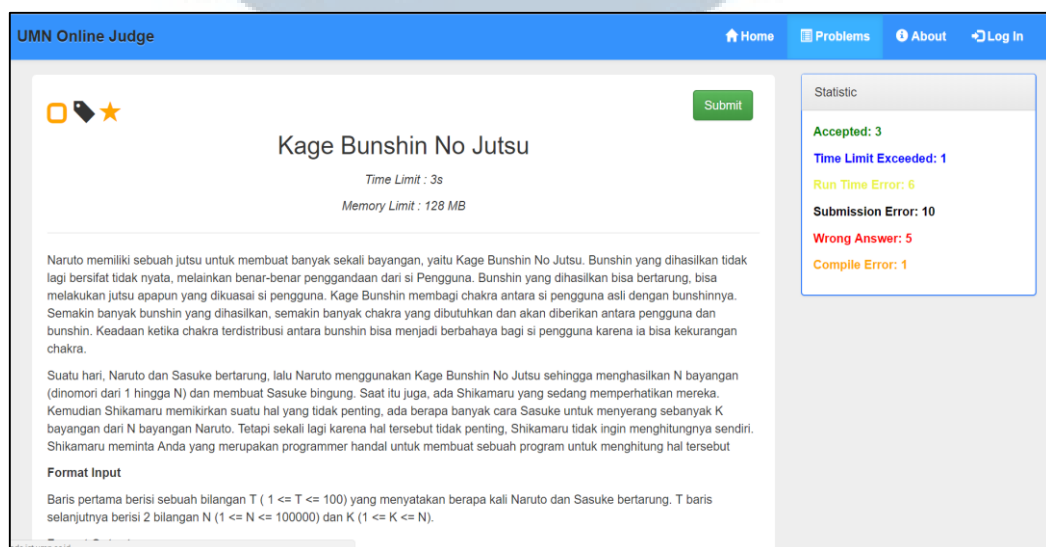 UMN Online Judge
Home
Problems
About
Log In
Submit
Kage Bunshin No Jutsu
Time Limit : 3s
Memory Limit : 128 MB
Naruto memiliki sebuah jutsu untuk membuat banyak sekali bayangan, yaitu Kage Bunshin No Jutsu. Bunshin yang dihasilkan tidak
lagi bersifat tidak nyata, melainkan benar-benar penggandaan dari si Pengguna. Bunshin yang dihasilkan bisa bertarung, bisa
melakukan jutsu apapun yang dikuasai si pengguna. Kage Bunshin membagi chakra antara si pengguna asli dengan bunshinnya.
Semakin banyak bunshin yang dihasilkan, semakin banyak chakra yang dibutuhkan dan akan diberikan antara pengguna dan
bunshin. Keadaan ketika chakra terdistribusi antara bunshin bisa menjadi berbahaya bagi si pengguna karena ia bisa kekurangan
chakra.
Suatu hari, Naruto dan Sasuke bertarung, lalu Naruto menggunakan Kage Bunshin No Jutsu sehingga menghasilkan N bayangan
(dinomori dari 1 hingga N) dan membuat Sasuke bingung. Saat itu juga, ada Shikamaru yang sedang memperhatikan mereka.
Kemudian Shikamaru memikirkan suatu hal yang tidak penting, ada berapa banyak cara Sasuke untuk menyerang sebanyak K
bayangan dari N bayangan Naruto. Tetapi sekali lagi karena hal tersebut tidak penting, Shikamaru tidak ingin menghitungnya sendiri.
Shikamaru meminta Anda yang merupakan programmer handal untuk membuat sebuah program untuk menghitung hal tersebut
Format Input
Baris pertama berisi sebuah bilangan T ( 1 <= T <= 100) yang menyatakan berapa kali Naruto dan Sasuke bertarung. T baris
selanjutnya berisi 2 bilangan N (1 <= N <= 100000) dan K (1 <= K <= N).
Statistic
Accepted: 3
Time Limit Exceeded: 1
Run Time Error: 6
Submission Error: 10
Wrong Answer: 5
Compile Error: 1